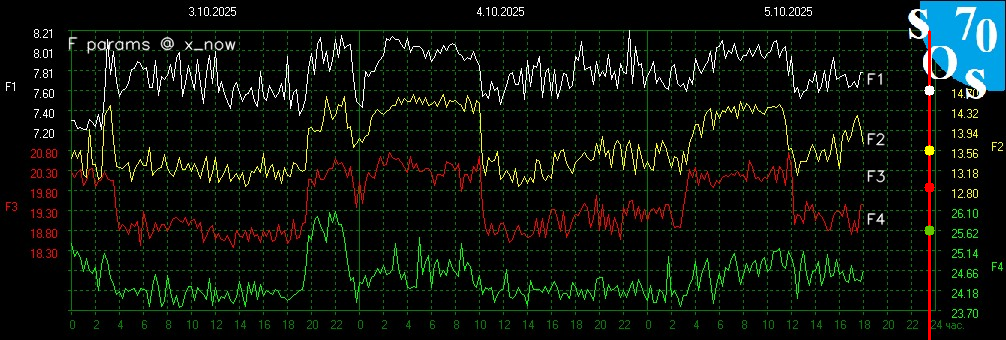 3.10.2025 4.10.2025 5.10.2025
SOS 70
F params @ x_now
8.21
8.01
7.81
F1 7.60 F1
7.40
7.20
20.80
20.30
19.80
F3 19.30
18.80
18.30
F2
F3
F4
14.70
14.32
13.94
13.56 F2
13.18
12.80
26.10
25.62
25.14
24.66 F4
24.18
23.70
0 2 4 6 8 10 12 14 16 18 20 22 0 2 4 6 8 10 12 14 16 18 20 22 0 2 4 6 8 10 12 14 16 18 20 22 24 час.